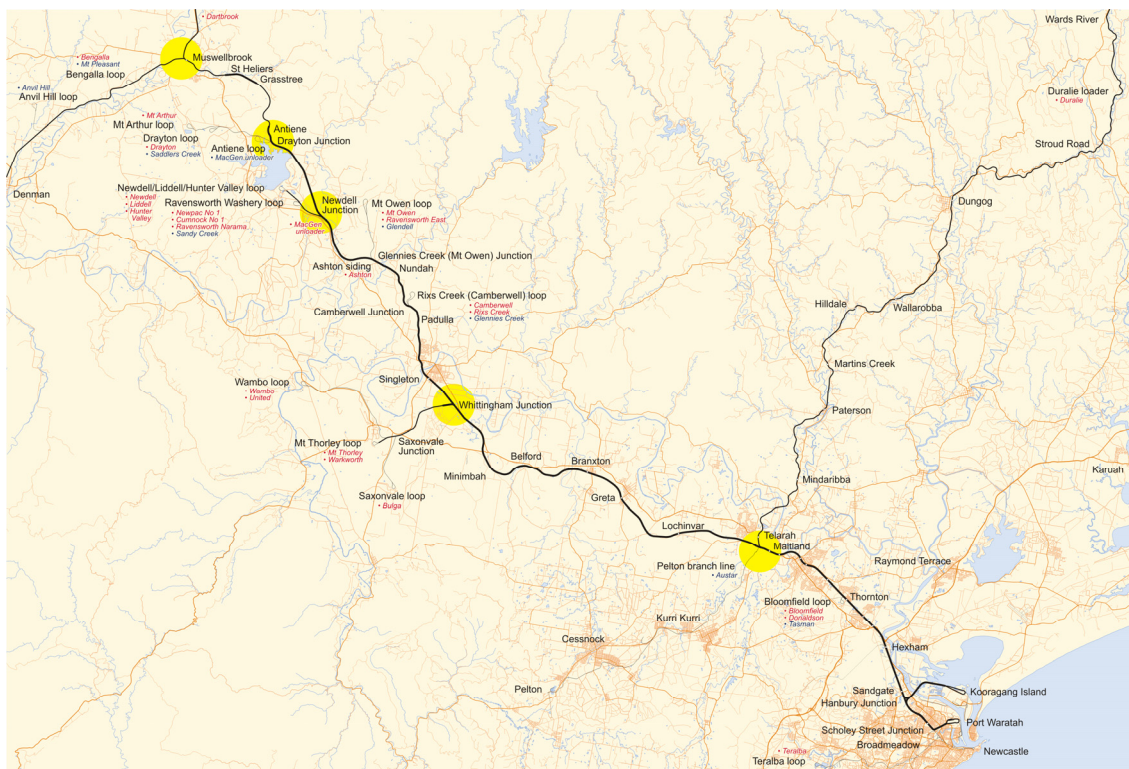 • Dartbrook
Wards River
Muswellbrook
• Bengalla
• Mt Pleasant
Bengalla loop
St Heliers
Grasstree
• Anvil Hill
Anvil Hill loop
Duralie loader
• Duralie
• Mt Arthur
Mt Arthur loop
Antiene
Drayton Junction
Drayton loop
• Drayton
• Saddlers Creek
Antiene loop
• MacGen unloader
Stroud Road
Denman
Newdell/Liddell/Hunter Valley loop
• Newdell
• Liddell
• Hunter
Valley
Ravensworth Washery loop
• Newpac No 1
• Cumnock No 1
• Ravensworth Narama
• Sandy Creek
Newdell
Junction
• MacGen
unloader
Mt Owen loop
• Mt Owen
• Ravensworth East
• Glendell
Dungog
Glennies Creek (Mt Owen) Junction
Ashton siding
• Ashton
Nundah
Rixs Creek (Camberwell) loop
• Camberwell
• Rixs Creek
• Glennies Creek
Camberwell Junction
Padulla
Hilldale
Wallarobba
Martins Creek
Singleton
Wambo loop
• Wambo
• United
Whittingham Junction
Paterson
Mt Thorley loop
• Mt Thorley
• Warkworth
Saxonvale
Junction
Belford
Branxton
Minimbah
Mindaribba
Karuah
Saxonvale loop
• Bulga
Greta
Lochinvar
Telarah
Maitland
Pelton branch line
• Austar
Raymond Terrace
Bloomfield loop
• Bloomfield
• Donaldson
• Tasman
Thornton
Kurri Kurri
Cessnock
Hexham
Pelton
Sandgate
Hanbury Junction
Kooragang Island
Port Waratah
Scholey Street Junction
Broadmeadow
• Teralba
Teralba loop
Newcastle